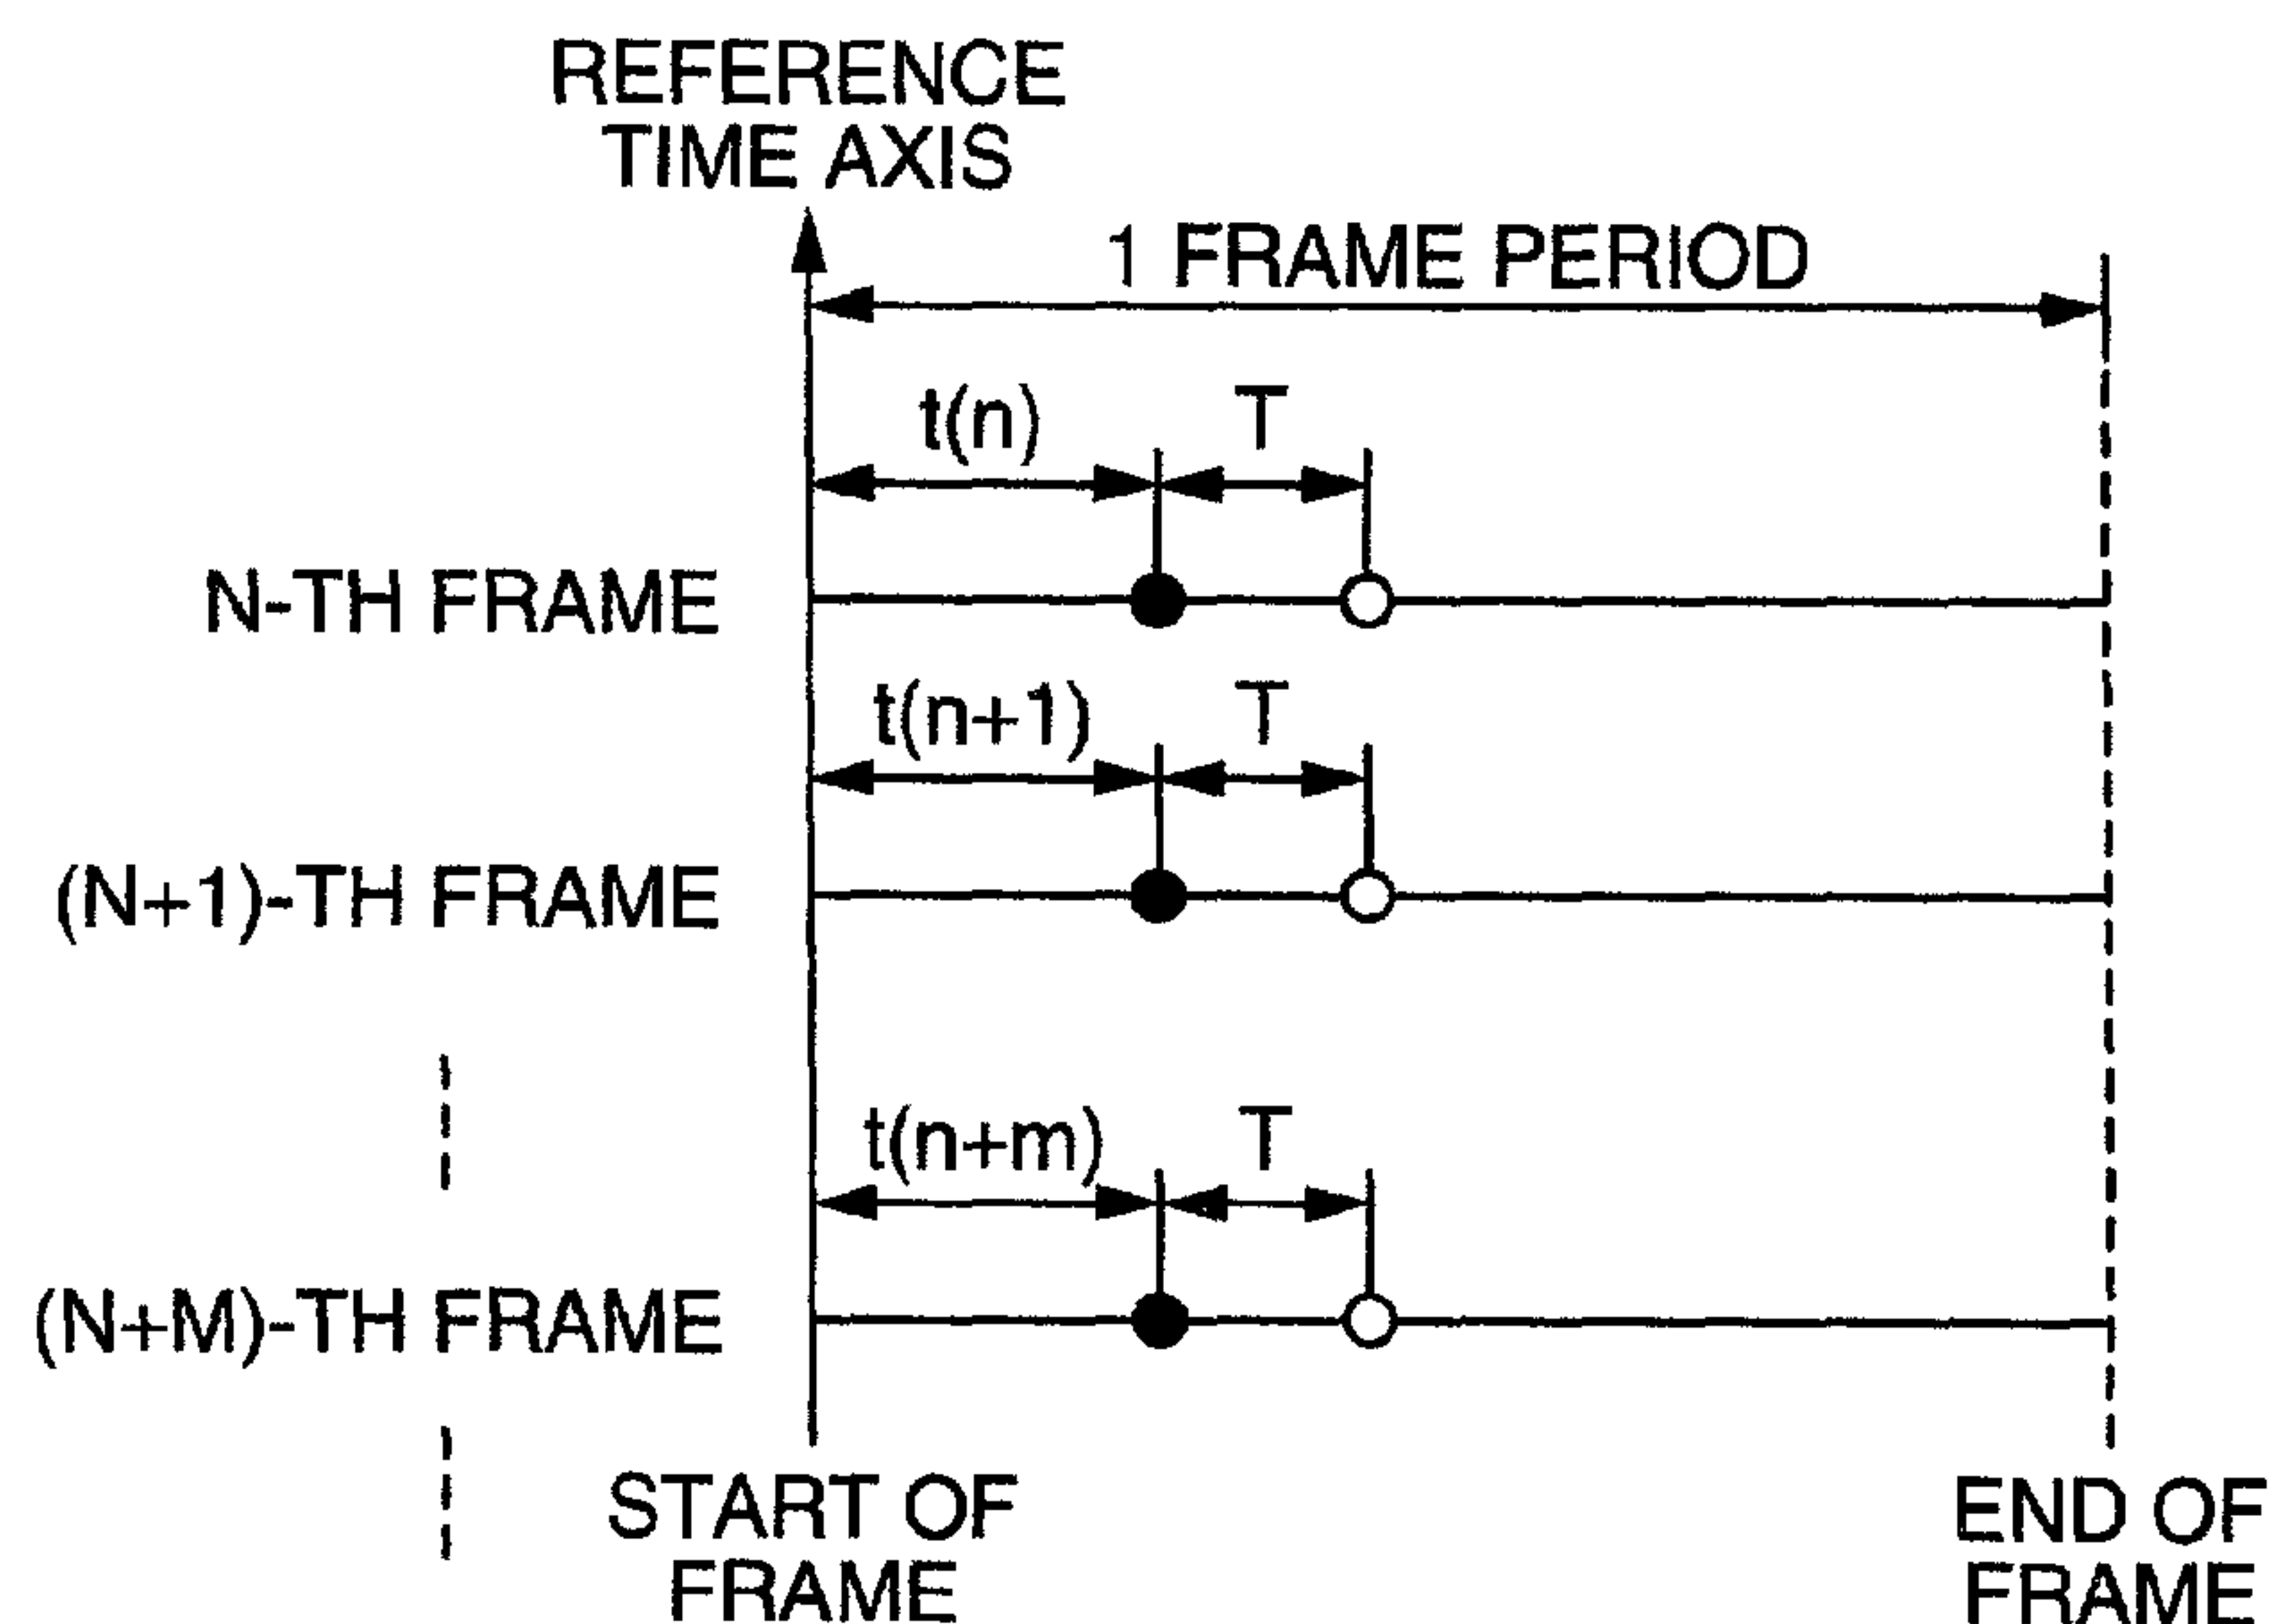 REFERENCE
TIME AXIS
1 FRAME PERIOD
t(n) T
N-TH FRAME
t(n+1) T
(N+1)-TH FRAME
t(n+m) T
(N+M)-TH FRAME
START OF
FRAME
END OF
FRAME